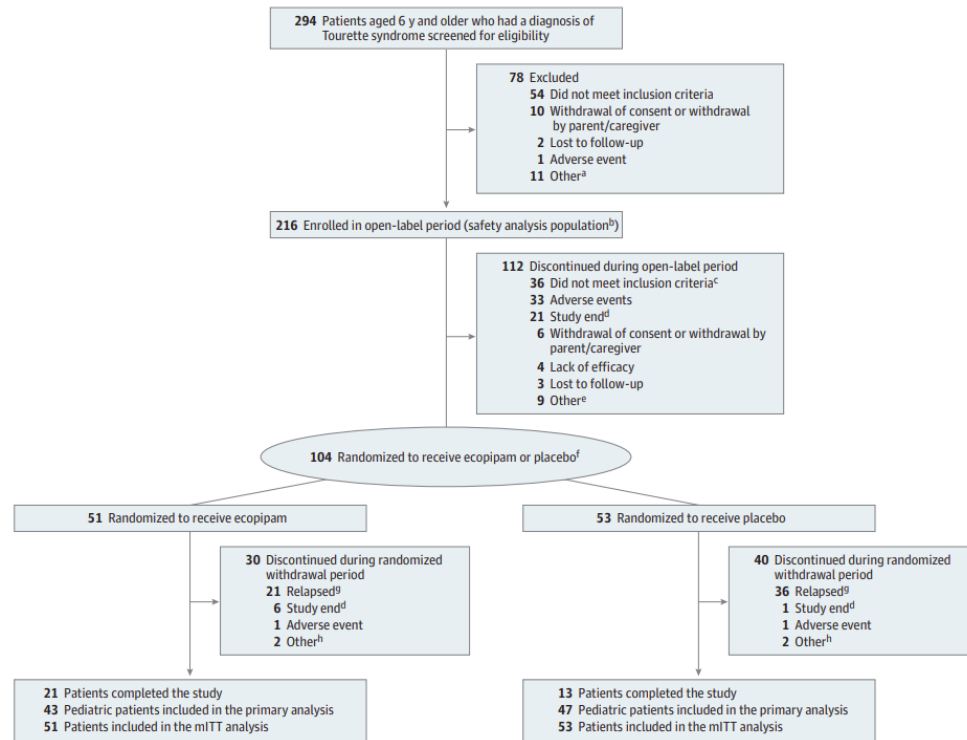 294 Patients aged 6 y and older who had a diagnosis of
Tourette syndrome screened for eligibility
78 Excluded
54 Did not meet inclusion criteria
10 Withdrawal of consent or withdrawal
by parent/caregiver
2 Lost to follow-up
1 Adverse event
11 Otherᵃ
216 Enrolled in open-label period (safety analysis populationᵇ)
112 Discontinued during open-label period
36 Did not meet inclusion criteriaᶜ
33 Adverse events
21 Study endᵈ
6 Withdrawal of consent or withdrawal by
parent/caregiver
4 Lack of efficacy
3 Lost to follow-up
9 Otherᵉ
104 Randomized to receive ecopipam or placeboᶠ
51 Randomized to receive ecopipam
30 Discontinued during randomized
withdrawal period
21 Relapsedᵍ
6 Study endᵈ
1 Adverse event
2 Otherʰ
21 Patients completed the study
43 Pediatric patients included in the primary analysis
51 Patients included in the mITT analysis
53 Randomized to receive placebo
40 Discontinued during randomized
withdrawal period
36 Relapsedᵍ
1 Study endᵈ
1 Adverse event
2 Otherʰ
13 Patients completed the study
47 Pediatric patients included in the primary analysis
53 Patients included in the mITT analysis